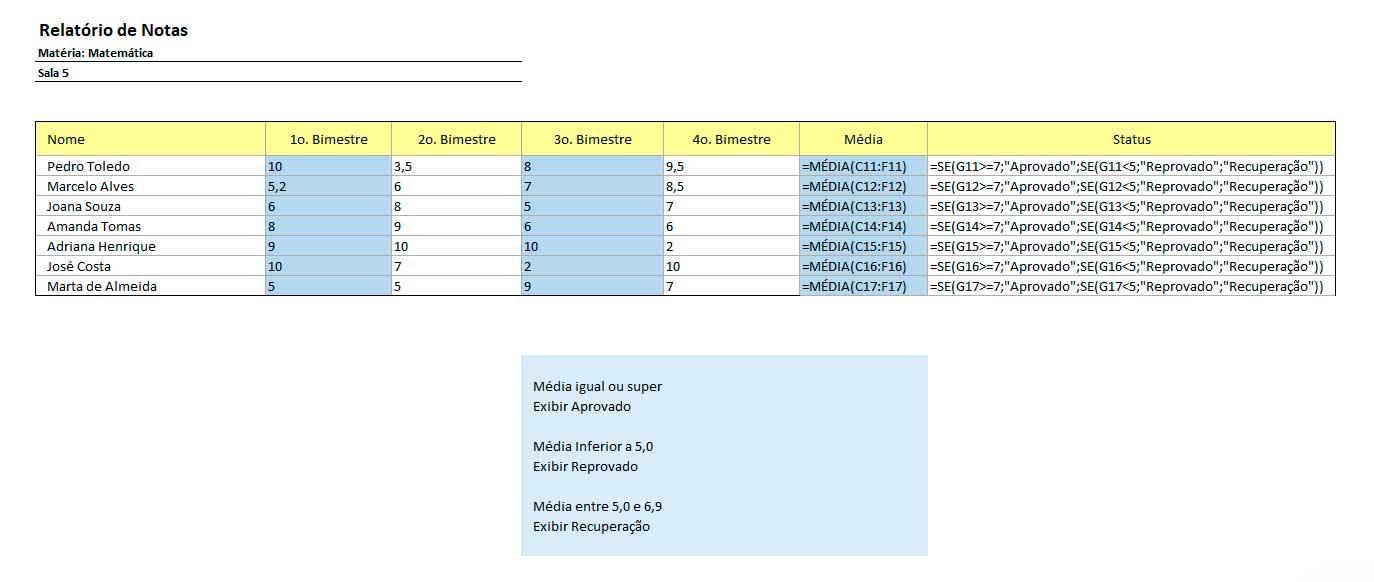 Relatório de Notas
Matéria: Matemática
Sala 5
Nome 1o. Bimestre 2o. Bimestre 3o. Bimestre 4o. Bimestre Média Status
Pedro Toledo 10 3,5 8 9,5 =MÉDIA(C11:F11) =SE(G11>=7;"Aprovado";SE(G11<5;"Reprovado";"Recuperação"))
Marcelo Alves 5,2 6 7 8,5 =MÉDIA(C12:F12) =SE(G12>=7;"Aprovado";SE(G12<5;"Reprovado";"Recuperação"))
Joana Souza 6 8 5 7 =MÉDIA(C13:F13) =SE(G13>=7;"Aprovado";SE(G13<5;"Reprovado";"Recuperação"))
Amanda Tomas 8 9 6 6 =MÉDIA(C14:F14) =SE(G14>=7;"Aprovado";SE(G14<5;"Reprovado";"Recuperação"))
Adriana Henrique 9 10 10 2 =MÉDIA(C15:F15) =SE(G15>=7;"Aprovado";SE(G15<5;"Reprovado";"Recuperação"))
José Costa 10 7 2 10 =MÉDIA(C16:F16) =SE(G16>=7;"Aprovado";SE(G16<5;"Reprovado";"Recuperação"))
Marta de Almeida 5 5 9 7 =MÉDIA(C17:F17) =SE(G17>=7;"Aprovado";SE(G17<5;"Reprovado";"Recuperação"))
Média igual ou super
Exibir Aprovado
Média Inferior a 5,0
Exibir Reprovado
Média entre 5,0 e 6,9
Exibir Recuperação